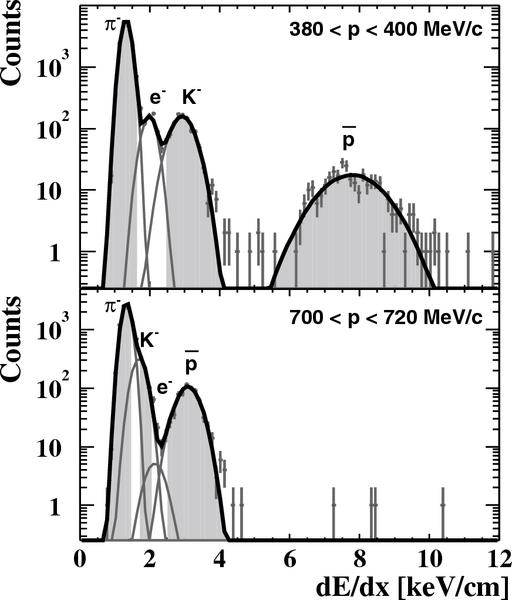 Counts
π⁻
380 < p < 400 MeV/c
10³
e⁻ K⁻
10²
p̅
10
1
Counts
π⁻
700 < p < 720 MeV/c
10³
K⁻
p̅
10²
e⁻
10
1
0 2 4 6 8 10 12
dE/dx [keV/cm]